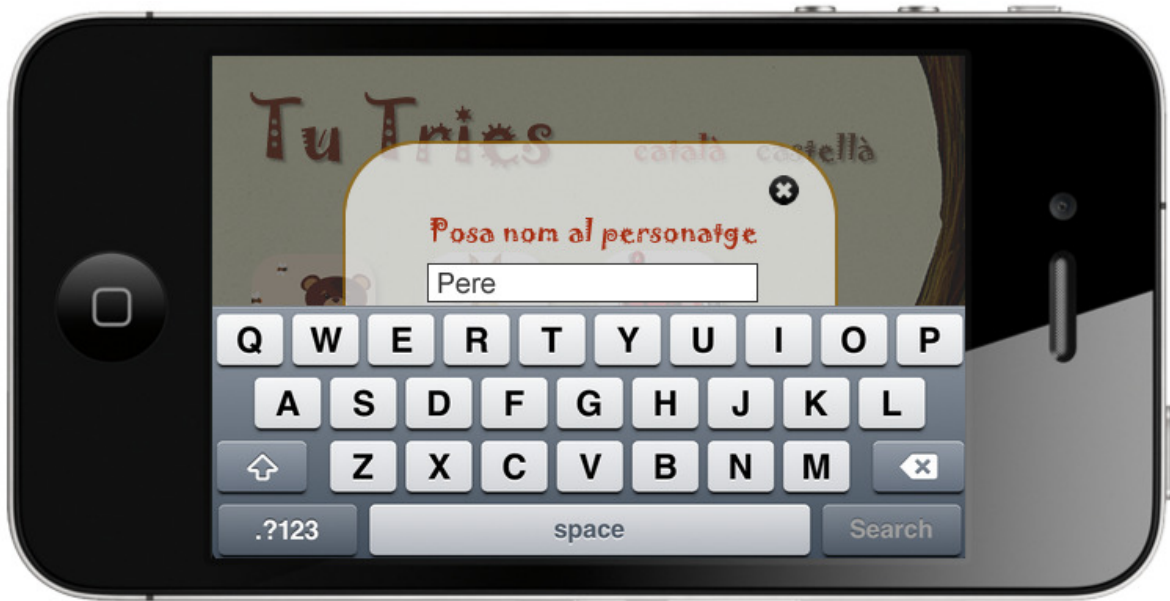 Tu Tries
català castellà
Posa nom al personatge
Pere
Q W E R T Y U I O P
A S D F G H J K L
Z X C V B N M
.?123 space Search